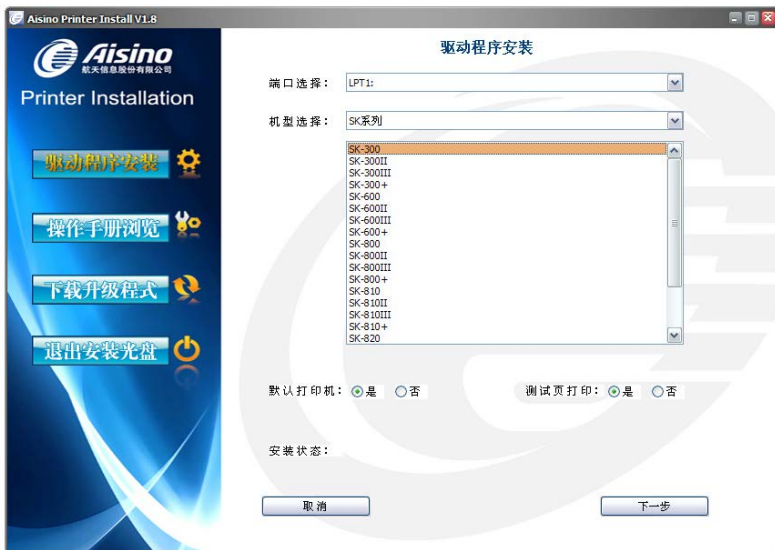 Aisino Printer Install V1.8
Aisino
航天信息股份有限公司
Printer Installation
驱动程序安装
操作手册浏览
下载升级程式
退出安装光盘
驱动程序安装
端口选择: LPT1:
机型选择: SK系列
SK-300
SK-300II
SK-300III
SK-300+
SK-600
SK-600II
SK-600III
SK-600+
SK-800
SK-800II
SK-800III
SK-800+
SK-810
SK-810II
SK-810III
SK-810+
SK-820
默认打印机: 是 否 测试页打印: 是 否
安装状态:
取消 下一步